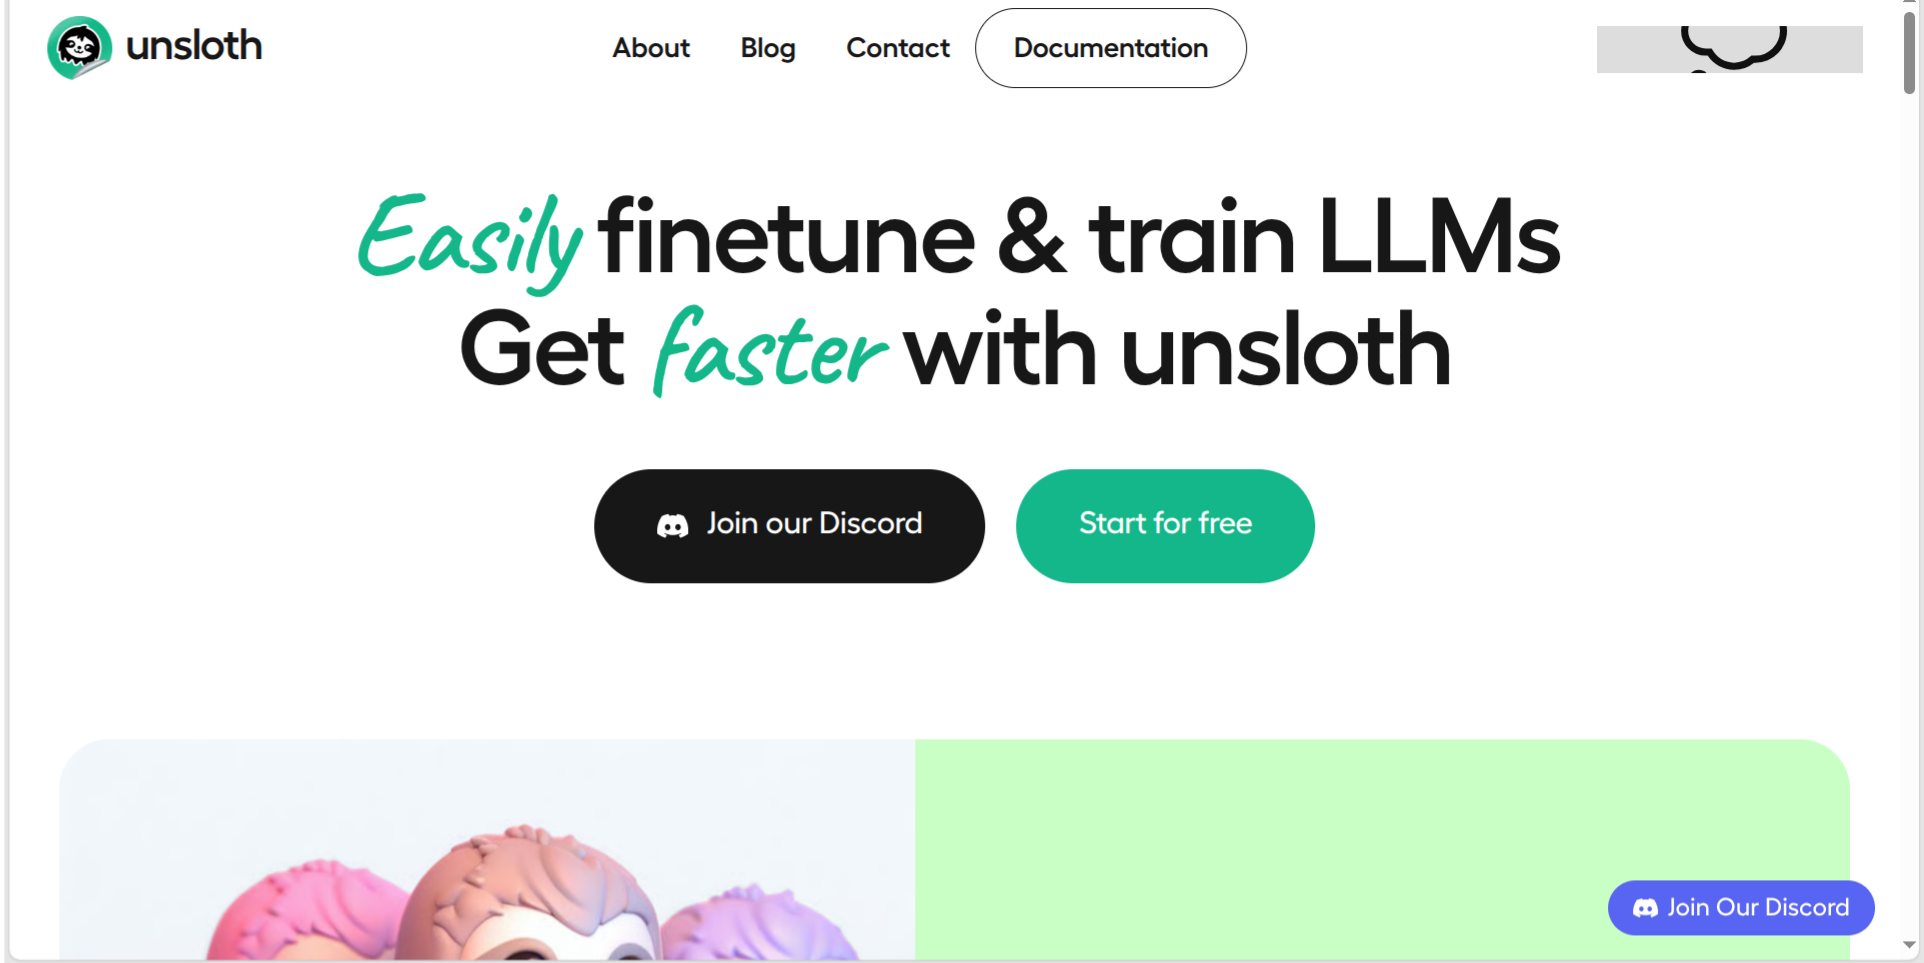 unsloth
About
Blog
Contact
Documentation
Easily finetune & train LLMs
Get faster with unsloth
Join our Discord
Start for free
Join Our Discord